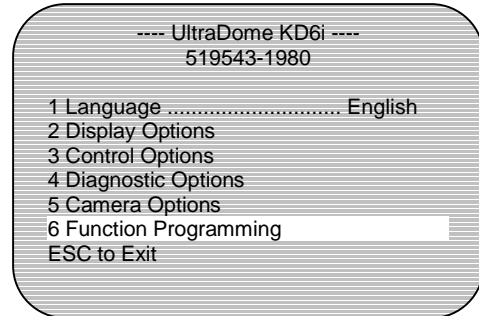 ---- UltraDome KD6i ----
519543-1980
1 Language ............................. English
2 Display Options
3 Control Options
4 Diagnostic Options
5 Camera Options
6 Function Programming
ESC to Exit